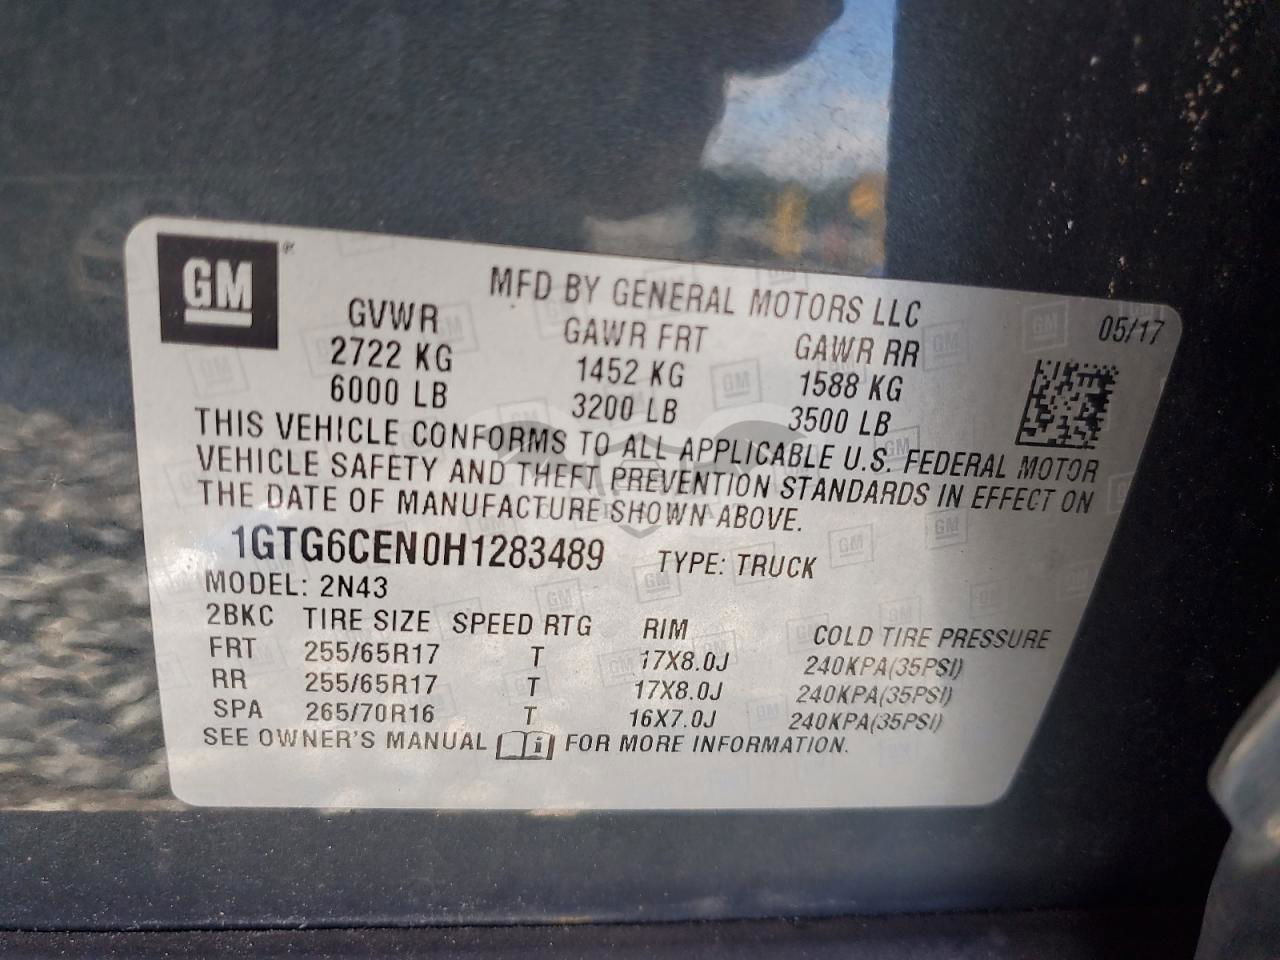 GM
MFD BY GENERAL MOTORS LLC
05/17
GVWR GAWR FRT GAWR RR
2722 KG 1452 KG 1588 KG
6000 LB 3200 LB 3500 LB
THIS VEHICLE CONFORMS TO ALL APPLICABLE U.S. FEDERAL MOTOR
VEHICLE SAFETY AND THEFT PREVENTION STANDARDS IN EFFECT ON
THE DATE OF MANUFACTURE SHOWN ABOVE.
1GTG6CEN0H1283489 TYPE: TRUCK
MODEL: 2N43
2BKC TIRE SIZE SPEED RTG RIM COLD TIRE PRESSURE
FRT 255/65R17 T 17X8.0J 240KPA(35PSI)
RR 255/65R17 T 17X8.0J 240KPA(35PSI)
SPA 265/70R16 T 16X7.0J 240KPA(35PSI)
SEE OWNER'S MANUAL i FOR MORE INFORMATION.